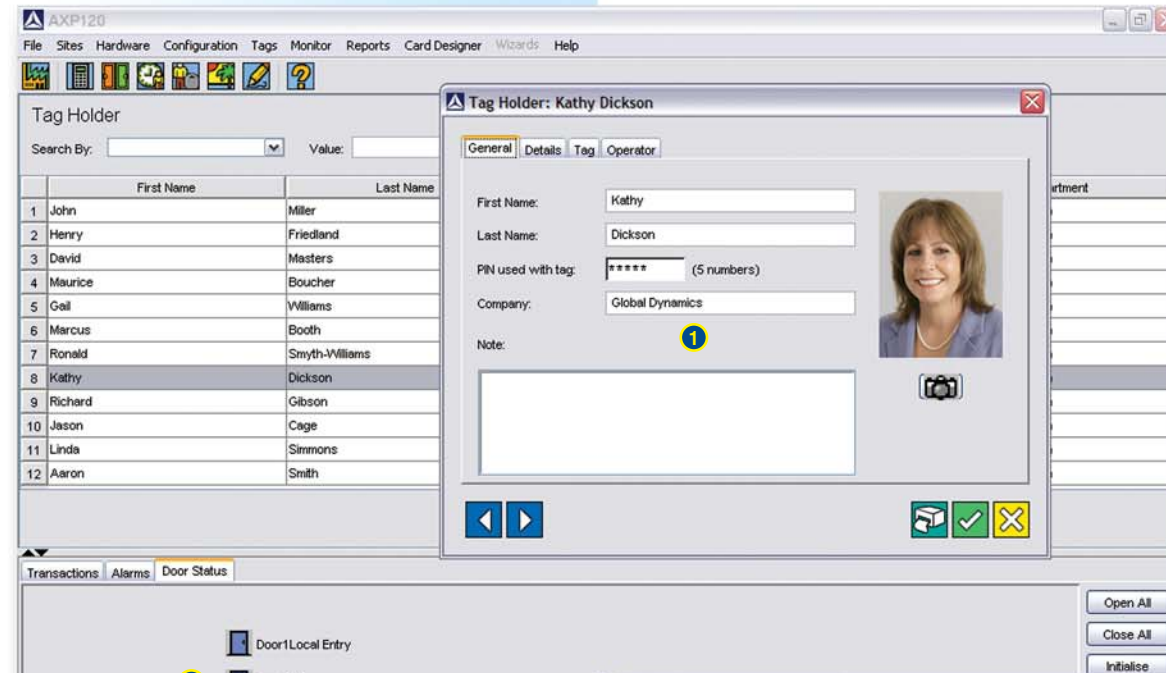 AXP120
File Sites Hardware Configuration Tags Monitor Reports Card Designer Wizards Help
Tag Holder
Search By: Value:
First Name Last Name
1 John Miller
2 Henry Friedland
3 David Masters
4 Maurice Boucher
5 Gail Williams
6 Marcus Booth
7 Ronald Smyth-Williams
8 Kathy Dickson
9 Richard Gibson
10 Jason Cage
11 Linda Simmons
12 Aaron Smith
Tag Holder: Kathy Dickson
General Details Tag Operator
First Name: Kathy
Last Name: Dickson
PIN used with tag: ***** (5 numbers)
Company: Global Dynamics
1
Note:
Transactions Alarms Door Status
Open All
Close All
Initialise
Door1Local Entry